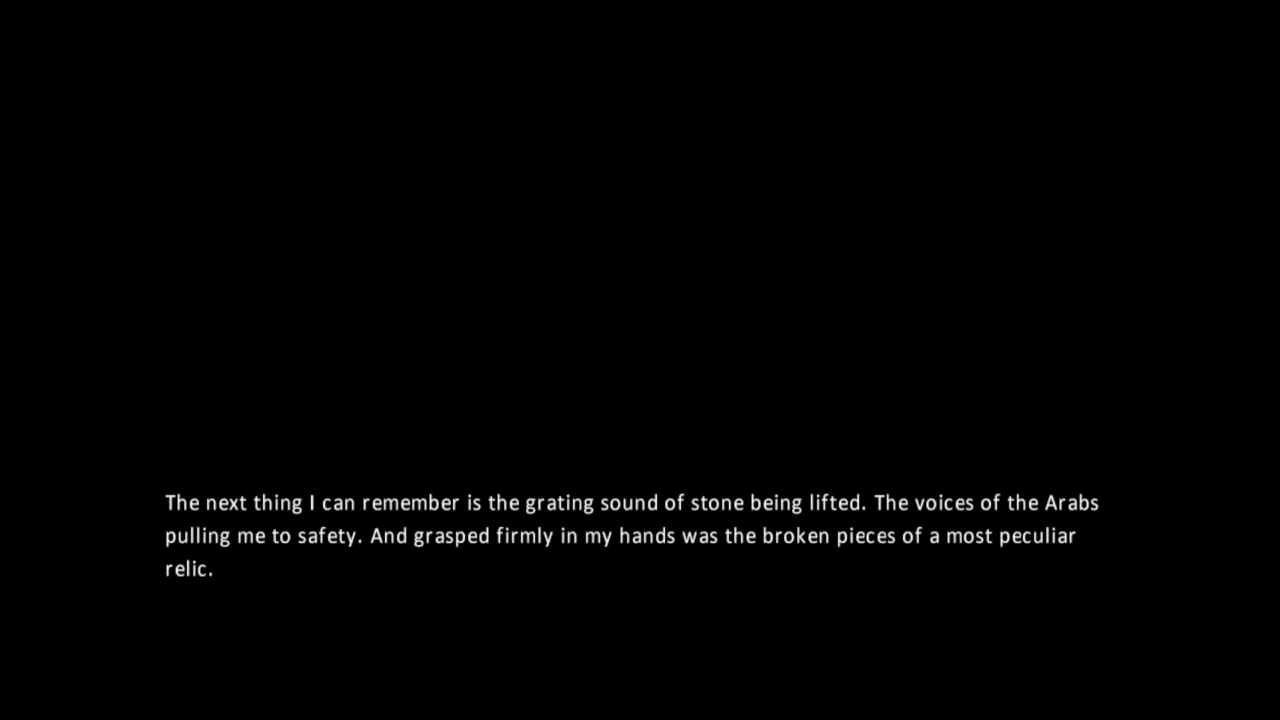 The next thing I can remember is the grating sound of stone being lifted. The voices of the Arabs
pulling me to safety. And grasped firmly in my hands was the broken pieces of a most peculiar
relic.